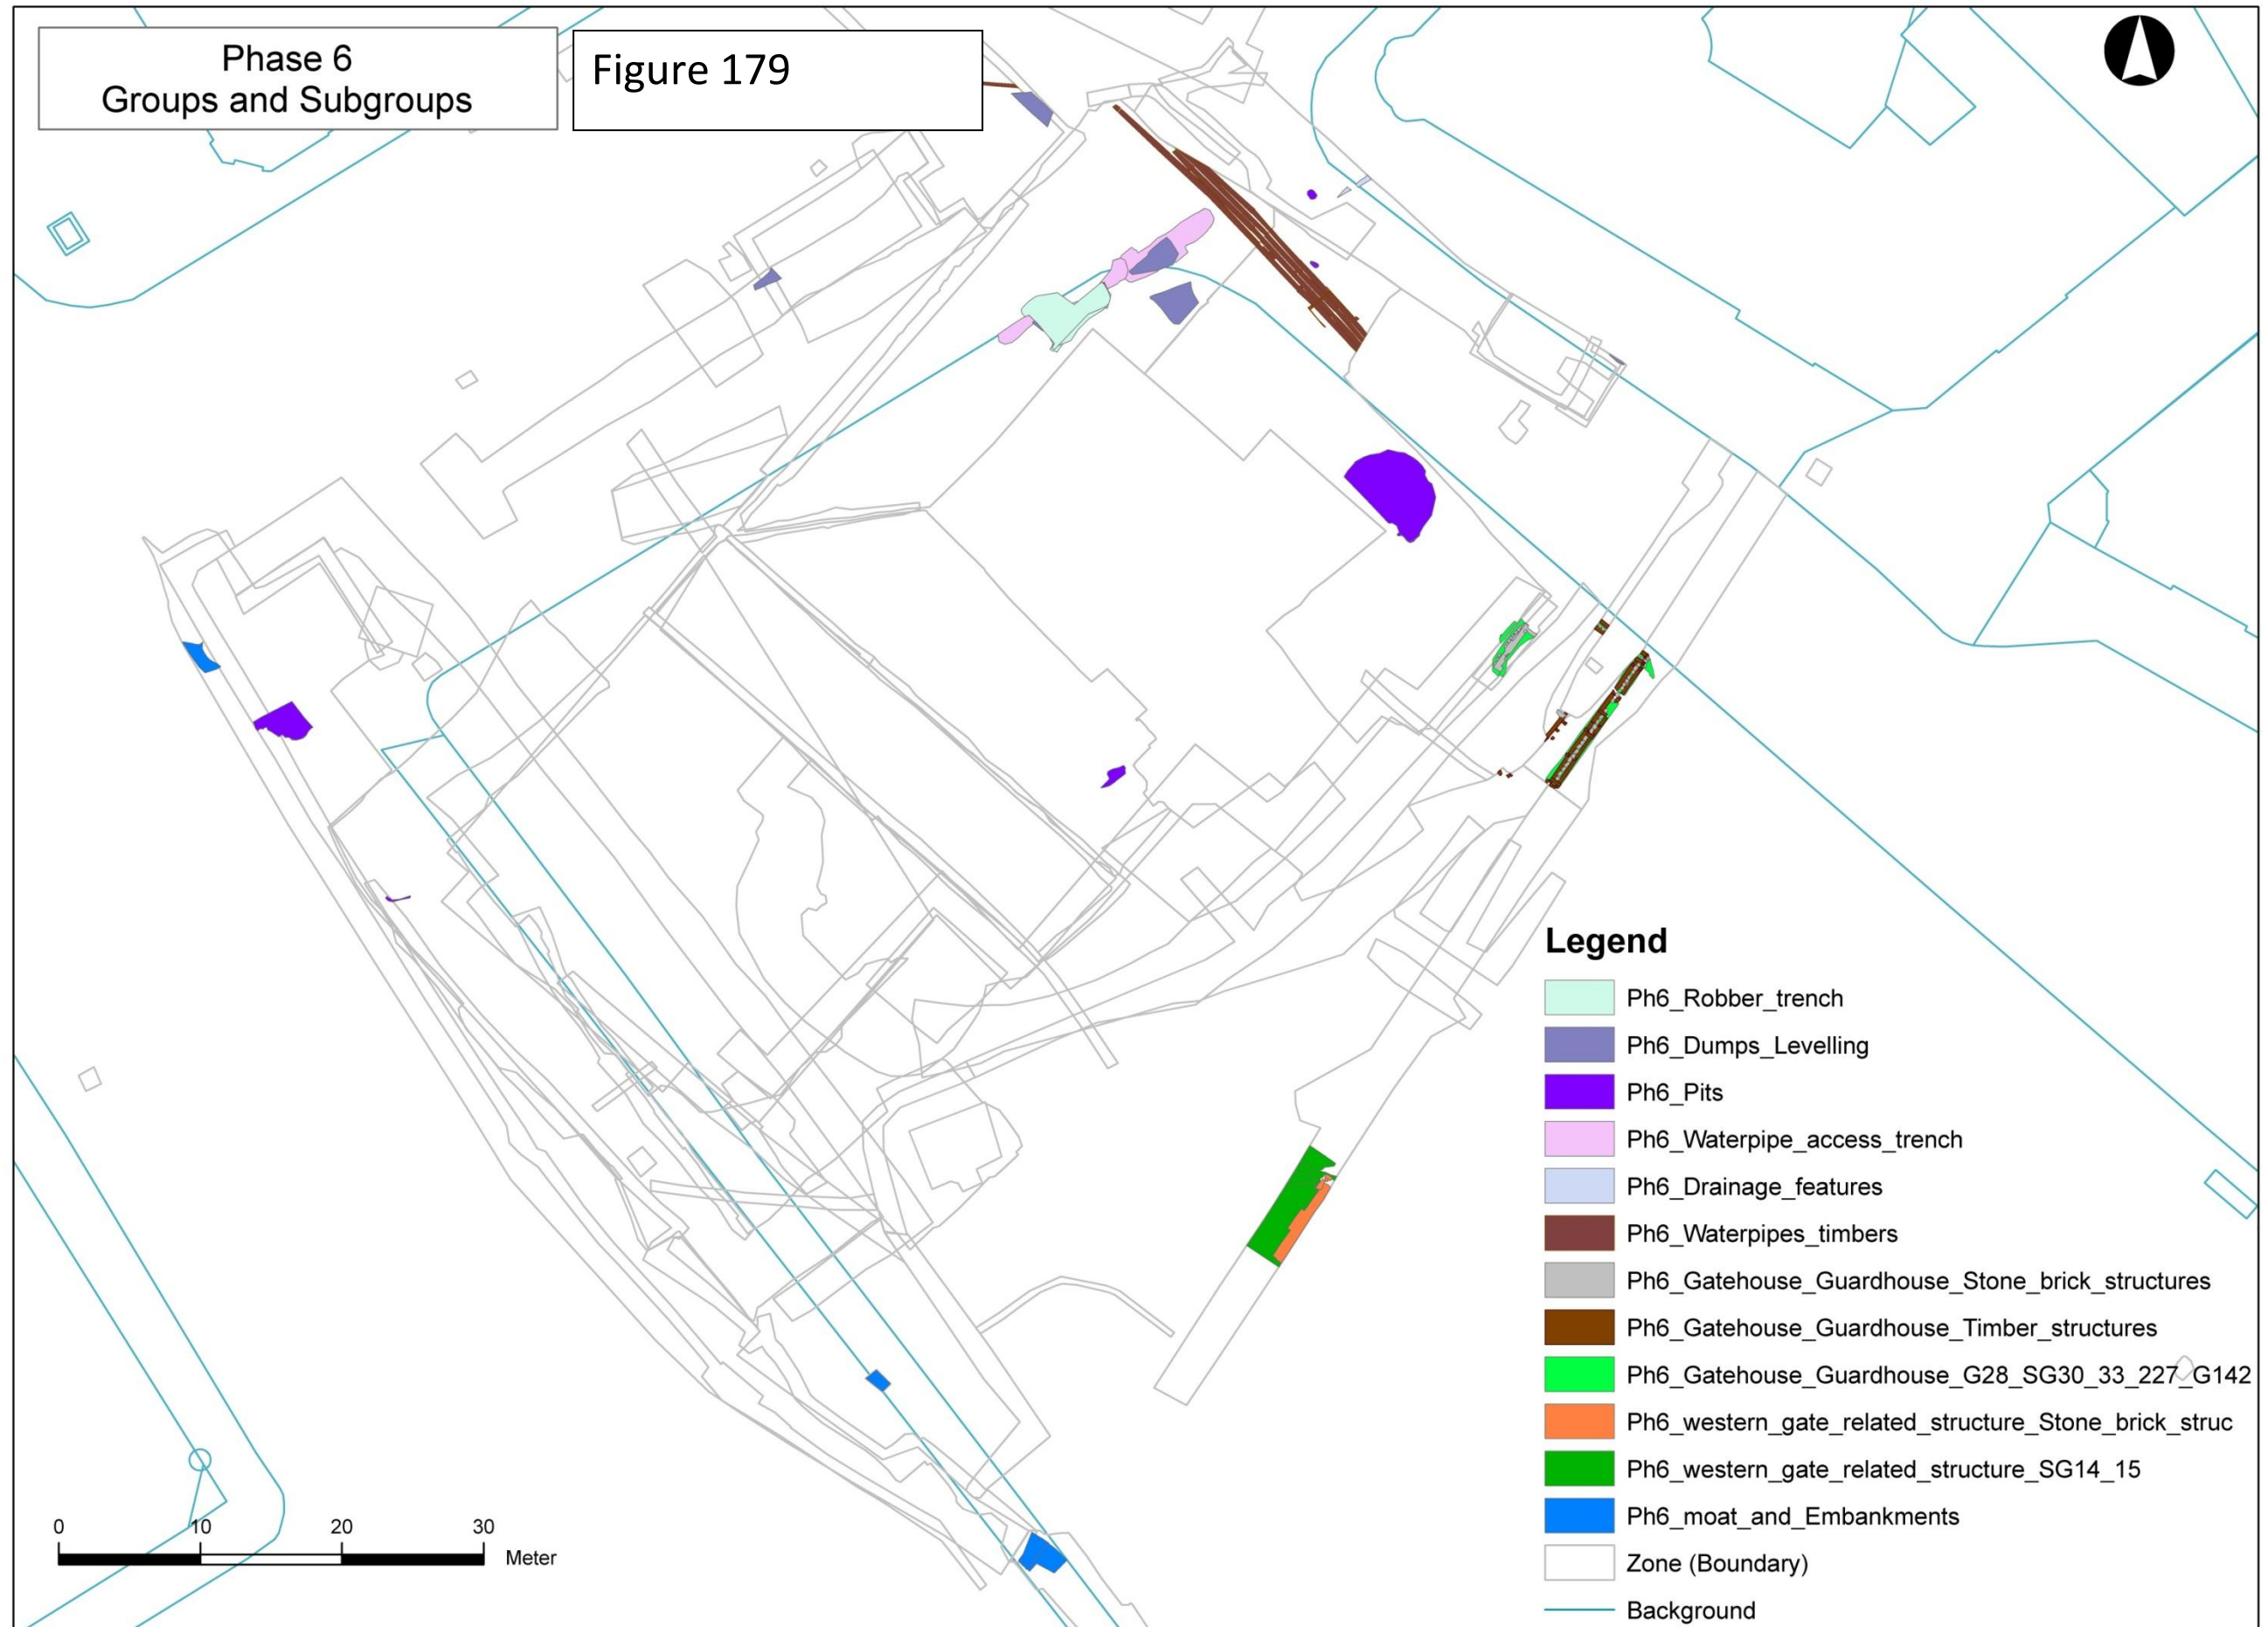 Phase 6
Groups and Subgroups
Figure 179
Legend
Ph6_Robber_trench
Ph6_Dumps_Levelling
Ph6_Pits
Ph6_Waterpipe_access_trench
Ph6_Drainage_features
Ph6_Waterpipes_timbers
Ph6_Gatehouse_Guardhouse_Stone_brick_structures
Ph6_Gatehouse_Guardhouse_Timber_structures
Ph6_Gatehouse_Guardhouse_G28_SG30_33_227_G142
Ph6_western_gate_related_structure_Stone_brick_struc
Ph6_western_gate_related_structure_SG14_15
Ph6_moat_and_Embankments
Zone (Boundary)
Background
0 10 20 30
Meter